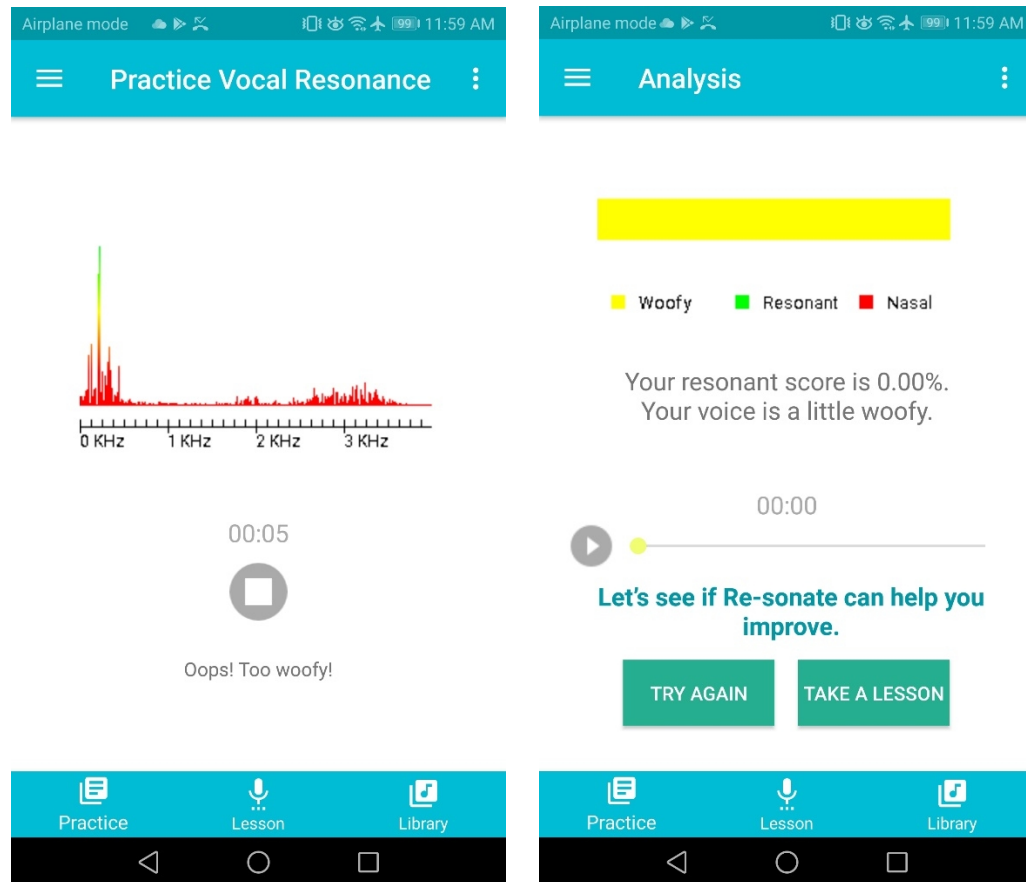 Airplane mode 99 11:59 AM
Practice Vocal Resonance
0 KHz 1 KHz 2 KHz 3 KHz
00:05
Oops! Too woofy!
Practice Lesson Library
Airplane mode 99 11:59 AM
Analysis
Woofy Resonant Nasal
Your resonant score is 0.00%.
Your voice is a little woofy.
00:00
Let's see if Re-sonate can help you
improve.
TRY AGAIN TAKE A LESSON
Practice Lesson Library